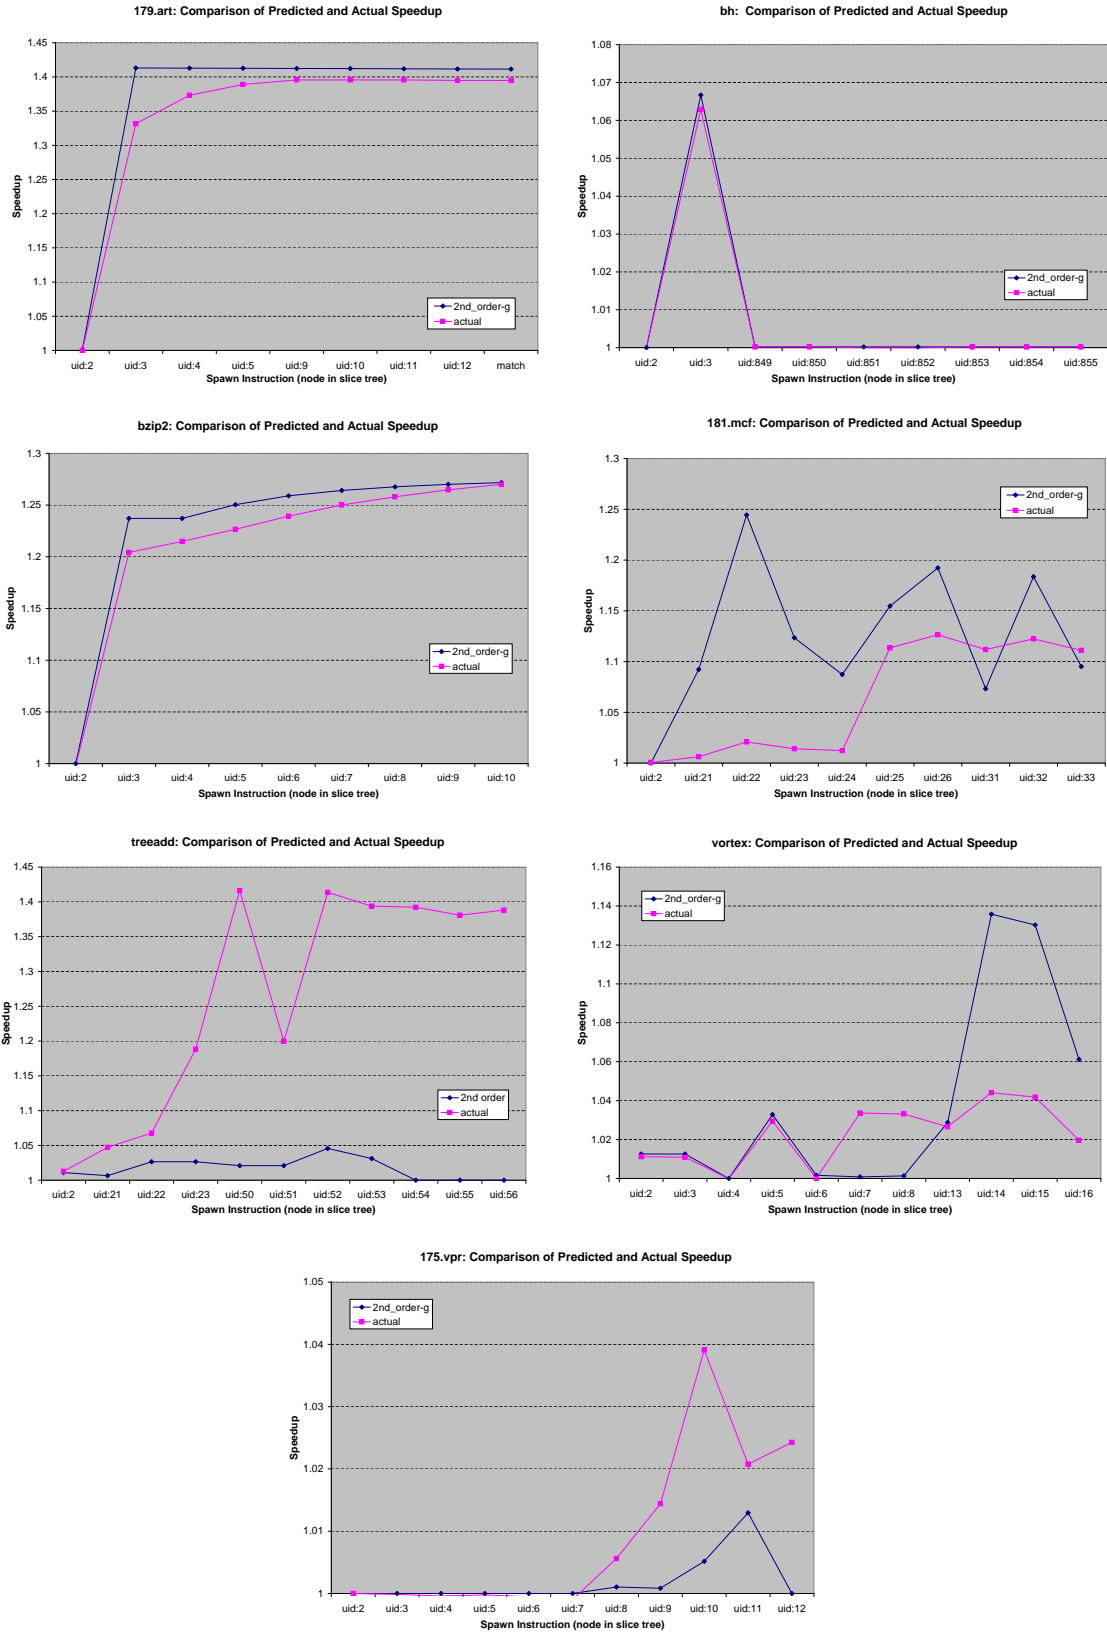 179.art: Comparison of Predicted and Actual Speedup
1.45
1.4
1.35
1.3
1.25
1.2
1.15
1.1
1.05
1
Speedup
2nd_order-g
actual
uid:2 uid:3 uid:4 uid:5 uid:9 uid:10 uid:11 uid:12 match
Spawn Instruction (node in slice tree)
bh: Comparison of Predicted and Actual Speedup
1.08
1.07
1.06
1.05
1.04
1.03
1.02
1.01
1
Speedup
2nd_order-g
actual
uid:2 uid:3 uid:849 uid:850 uid:851 uid:852 uid:853 uid:854 uid:855
Spawn Instruction (node in slice tree)
bzip2: Comparison of Predicted and Actual Speedup
1.3
1.25
1.2
1.15
1.1
1.05
1
Speedup
2nd_order-g
actual
uid:2 uid:3 uid:4 uid:5 uid:6 uid:7 uid:8 uid:9 uid:10
Spawn Instruction (node in slice tree)
181.mcf: Comparison of Predicted and Actual Speedup
1.3
1.25
1.2
1.15
1.1
1.05
1
Speedup
2nd_order-g
actual
uid:2 uid:21 uid:22 uid:23 uid:24 uid:25 uid:26 uid:31 uid:32 uid:33
Spawn Instruction (node in slice tree)
treeadd: Comparison of Predicted and Actual Speedup
1.45
1.4
1.35
1.3
1.25
1.2
1.15
1.1
1.05
1
Speedup
2nd order
actual
uid:2 uid:21 uid:22 uid:23 uid:50 uid:51 uid:52 uid:53 uid:54 uid:55 uid:56
Spawn Instruction (node in slice tree)
vortex: Comparison of Predicted and Actual Speedup
1.16
1.14
1.12
1.1
1.08
1.06
1.04
1.02
1
Speedup
2nd_order-g
actual
uid:2 uid:3 uid:4 uid:5 uid:6 uid:7 uid:8 uid:13 uid:14 uid:15 uid:16
Spawn Instruction (node in slice tree)
175.vpr: Comparison of Predicted and Actual Speedup
1.05
1.04
1.03
1.02
1.01
1
Speedup
2nd_order-g
actual
uid:2 uid:3 uid:4 uid:5 uid:6 uid:7 uid:8 uid:9 uid:10 uid:11 uid:12
Spawn Instruction (node in slice tree)